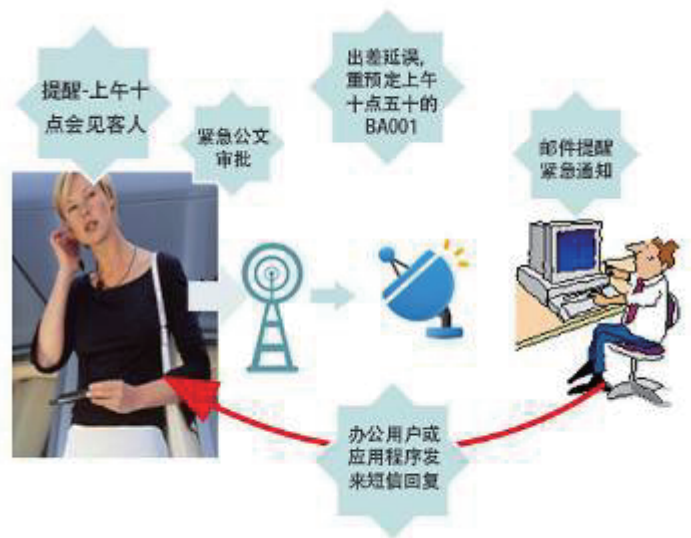 提醒-上午十
点会见客人
紧急公文
审批
出差延误,
重预定上午
十点五十的
BA001
邮件提醒
紧急通知
办公用户或
应用程序发
来短信回复